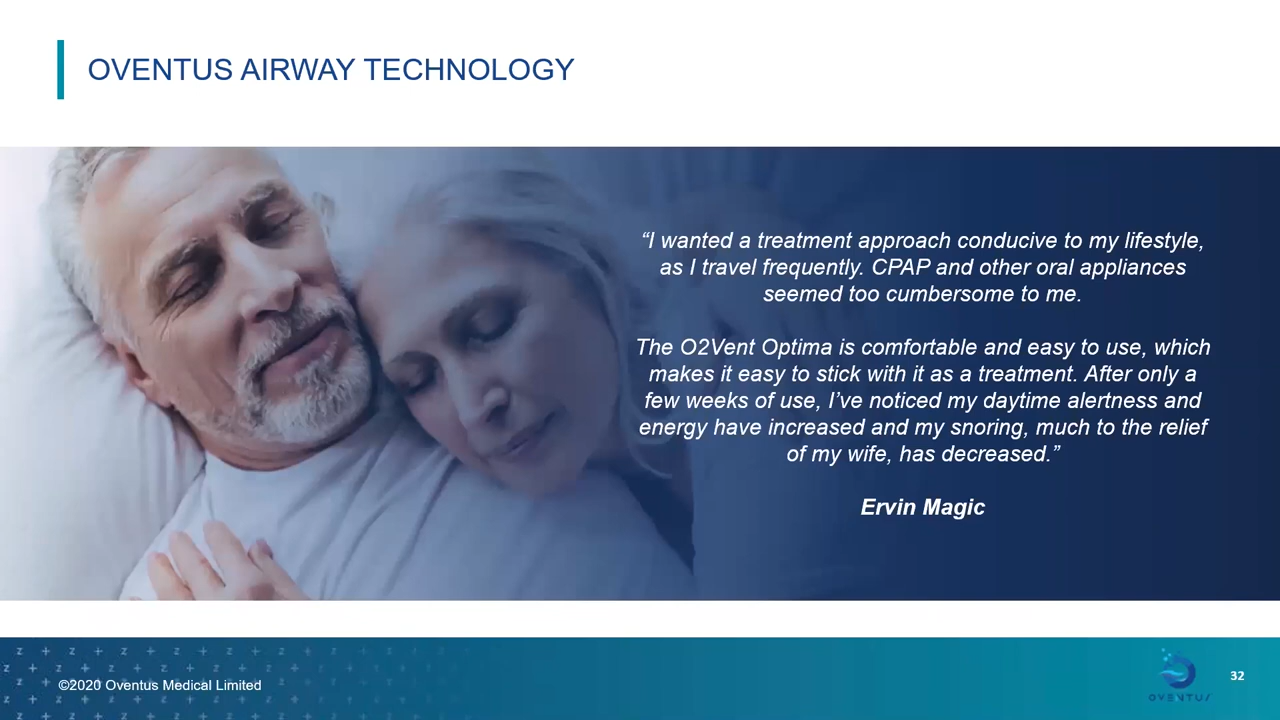 OVENTUS AIRWAY TECHNOLOGY
“I wanted a treatment approach conducive to my lifestyle,
as I travel frequently. CPAP and other oral appliances
seemed too cumbersome to me.
The O2Vent Optima is comfortable and easy to use, which
makes it easy to stick with it as a treatment. After only a
few weeks of use, I’ve noticed my daytime alertness and
energy have increased and my snoring, much to the relief
of my wife, has decreased.”
Ervin Magic
z + z + z + z + z + z + z
©2020 Oventus Medical Limited
OVENTUS
32